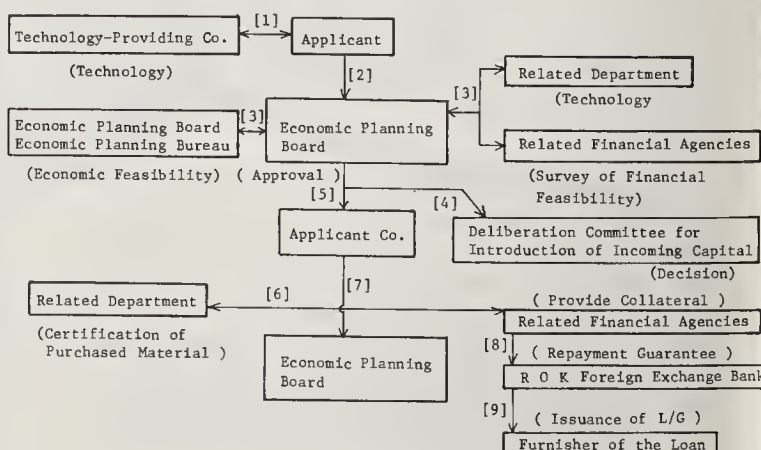 [1]
Technology-Providing Co.
Applicant
(Technology)
[2]
Related Department
(Technology
[3]
[3]
Economic Planning Board
Economic Planning Bureau
Economic Planning
Board
Related Financial Agencies
(Economic Feasibility)
( Approval)
(Survey of Financial
Feasibility)
[5]
[4]
Applicant Co.
Deliberation Committee for
Introduction of Incoming Capital
(Decision)
[7]
[6]
Related Department
( Provide Collateral )
Related Financial Agencies
(Certification of
Purchased Material )
Economic Planning
Board
[8]
( Repayment Guarantee )
R O K Foreign Exchange Bank
[9]
( Issuance of L/G )
Furnisher of the Loan